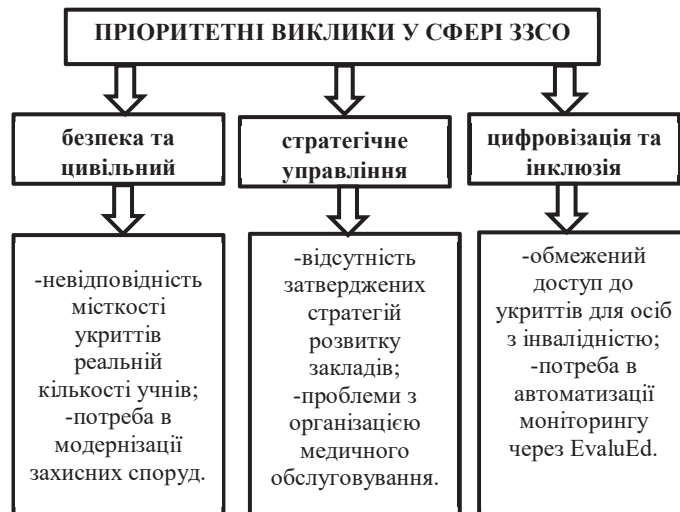 ПРІОРИТЕТНІ ВИКЛИКИ У СФЕРІ ЗЗСО
безпека та
цивільний
стратегічне
управління
цифровізація та
інклюзія
-невідповідність
місткості
укриттів
реальній
кількості учнів;
-потреба в
модернізації
захисних споруд.
-відсутність
затверджених
стратегій
розвитку
закладів;
-проблеми з
організацією
медичного
обслуговування.
-обмежений
доступ до
укриттів для осіб
з інвалідністю;
-потреба в
автоматизації
моніторингу
через EvaluEd.